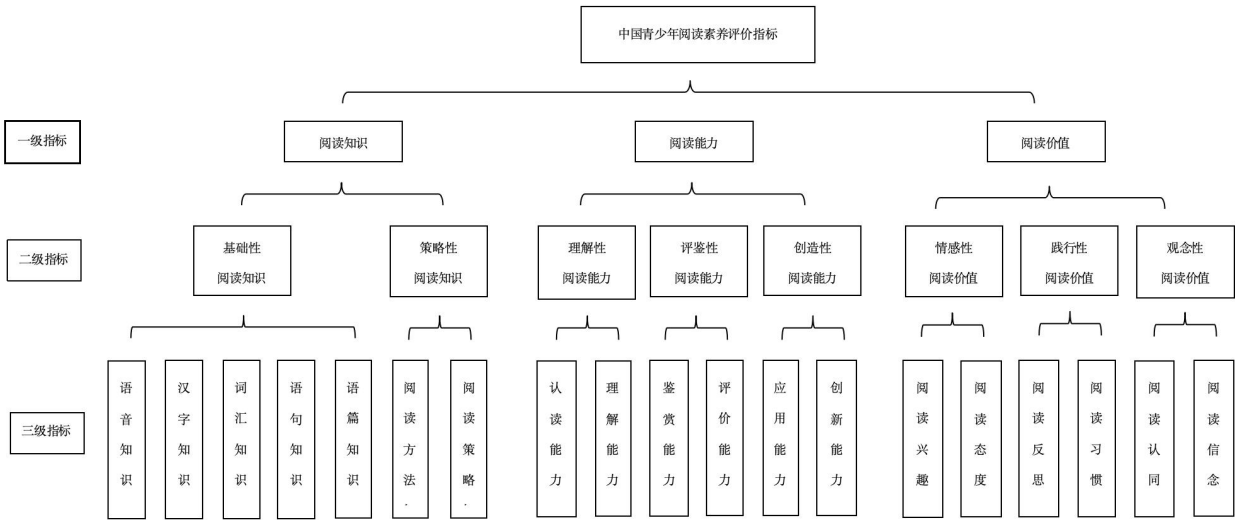 中国青少年阅读素养评价指标
一级指标
阅读知识
阅读能力
阅读价值
二级指标
基础性
阅读知识
策略性
阅读知识
理解性
阅读能力
评鉴性
阅读能力
创造性
阅读能力
情感性
阅读价值
践行性
阅读价值
观念性
阅读价值
三级指标
语音知识
汉字知识
词汇知识
语句知识
语篇知识
阅读方法.
阅读策略.
认读能力
理解能力
鉴赏能力
评价能力
应用能力
创新能力
阅读兴趣
阅读态度
阅读反思
阅读习惯
阅读认同
阅读信念